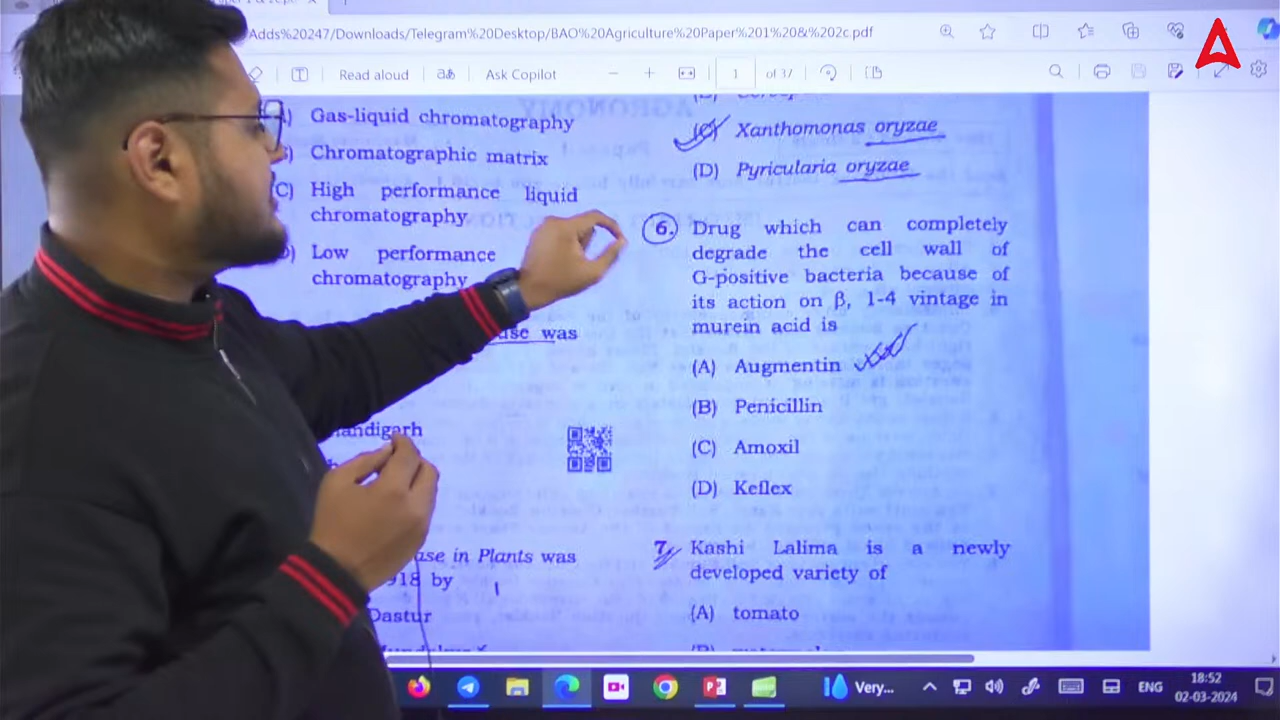 Adds%20247/Downloads/Telegram%20Desktop/BAO%20Agriculture%20Paper%201%20&%202c.pdf
Read aloud
Ask Copilot
1
of 37
Gas-liquid chromatography
Chromatographic matrix
C) High performance liquid
chromatography
Low performance
chromatography
was
ase in Plants was
918 by
Dastur
(C) Xanthomonas oryzae
(D) Pyricularia oryzae
6. Drug which can completely
degrade the cell wall of
G-positive bacteria because of
its action on β, 1-4 vintage in
murein acid is
(A) Augmentin
(B) Penicillin
(C) Amoxil
(D) Keflex
7. Kashi Lalima is a newly
developed variety of
(A) tomato
Very...
ENG
18:52
02-03-2024